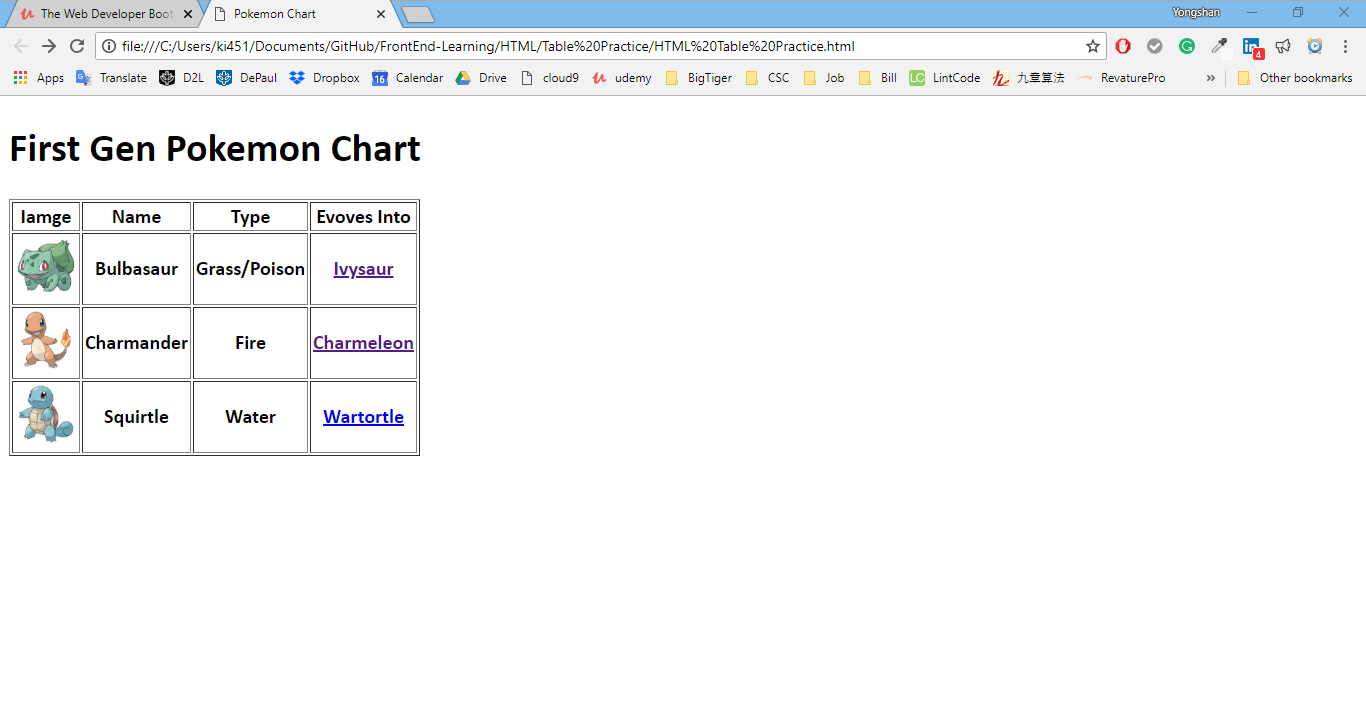 The Web Developer Boot
Pokemon Chart
Yongshan
file:///C:/Users/ki451/Documents/GitHub/FrontEnd-Learning/HTML/Table%20Practice/HTML%20Table%20Practice.html
4
Apps Translate D2L DePaul Dropbox 16 Calendar Drive cloud9 udemy BigTiger CSC Job Bill LC LintCode 九章算法 RevaturePro » Other bookmarks
First Gen Pokemon Chart
Iamge Name Type Evoves Into
Bulbasaur Grass/Poison Ivysaur
Charmander Fire Charmeleon
Squirtle Water Wartortle